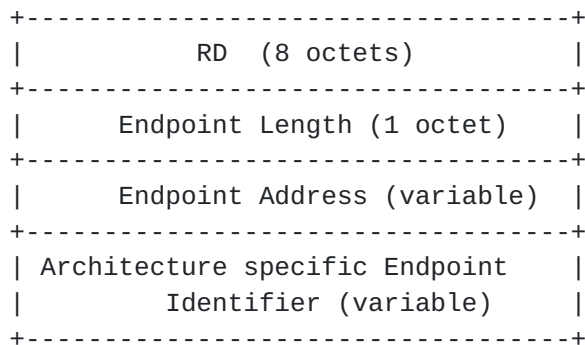 +-----------------------------------+
|           RD  (8 octets)          |
+-----------------------------------+
|      Endpoint Length (1 octet)    |
+-----------------------------------+
|      Endpoint Address (variable)  |
+-----------------------------------+
| Architecture specific Endpoint    |
|         Identifier (variable)     |
+-----------------------------------+